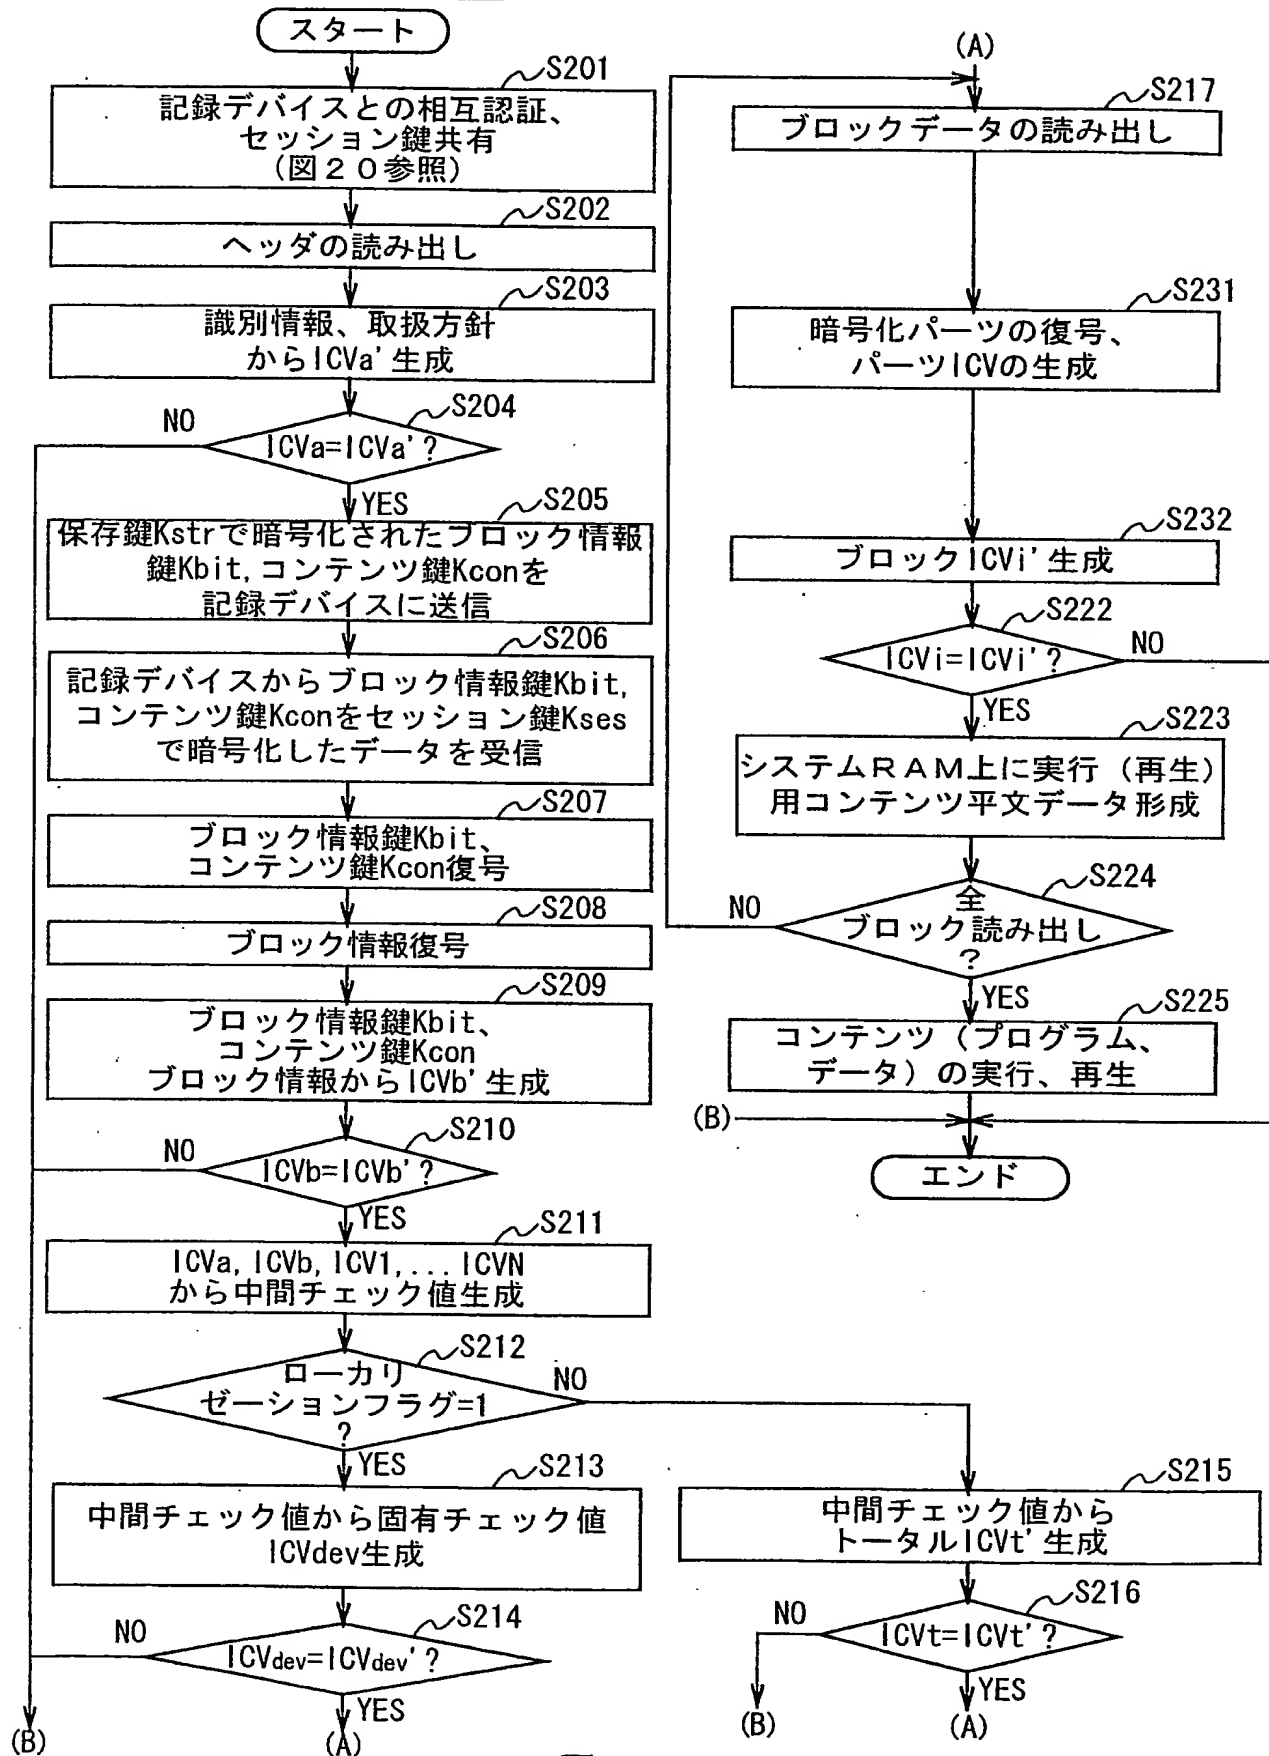 スタート
S201
記録デバイスとの相互認証、
セッション鍵共有
(図20参照)
S202
ヘッダの読み出し
S203
識別情報、取扱方針
からICVa'生成
S204
NO
ICVa=ICVa'?
YES
S205
保存鍵Kstrで暗号化されたブロック情報
鍵Kbit,コンテンツ鍵Kconを
記録デバイスに送信
S206
記録デバイスからブロック情報鍵Kbit,
コンテンツ鍵Kconをセッション鍵Kses
で暗号化したデータを受信
S207
ブロック情報鍵Kbit、
コンテンツ鍵Kcon復号
S208
ブロック情報復号
S209
ブロック情報鍵Kbit、
コンテンツ鍵Kcon
ブロック情報からICVb'生成
S210
NO
ICVb=ICVb'?
YES
S211
ICVa,ICVb,ICV1,...ICVN
から中間チェック値生成
S212
ローカリ
ゼーションフラグ=1
?
NO
YES
S213
中間チェック値から固有チェック値
ICVdev生成
S214
NO
ICVdev=ICVdev'?
YES
(B)
(A)
(A)
S217
ブロックデータの読み出し
S231
暗号化パーツの復号、
パーツICVの生成
S232
ブロックICVi'生成
S222
ICVi=ICVi'?
NO
YES
S223
システムRAM上に実行(再生)
用コンテンツ平文データ形成
S224
NO
全
ブロック読み出し
?
YES
S225
コンテンツ(プログラム、
データ)の実行、再生
(B)
エンド
S215
中間チェック値から
トータルICVt'生成
S216
NO
ICVt=ICVt'?
YES
(B)
(A)